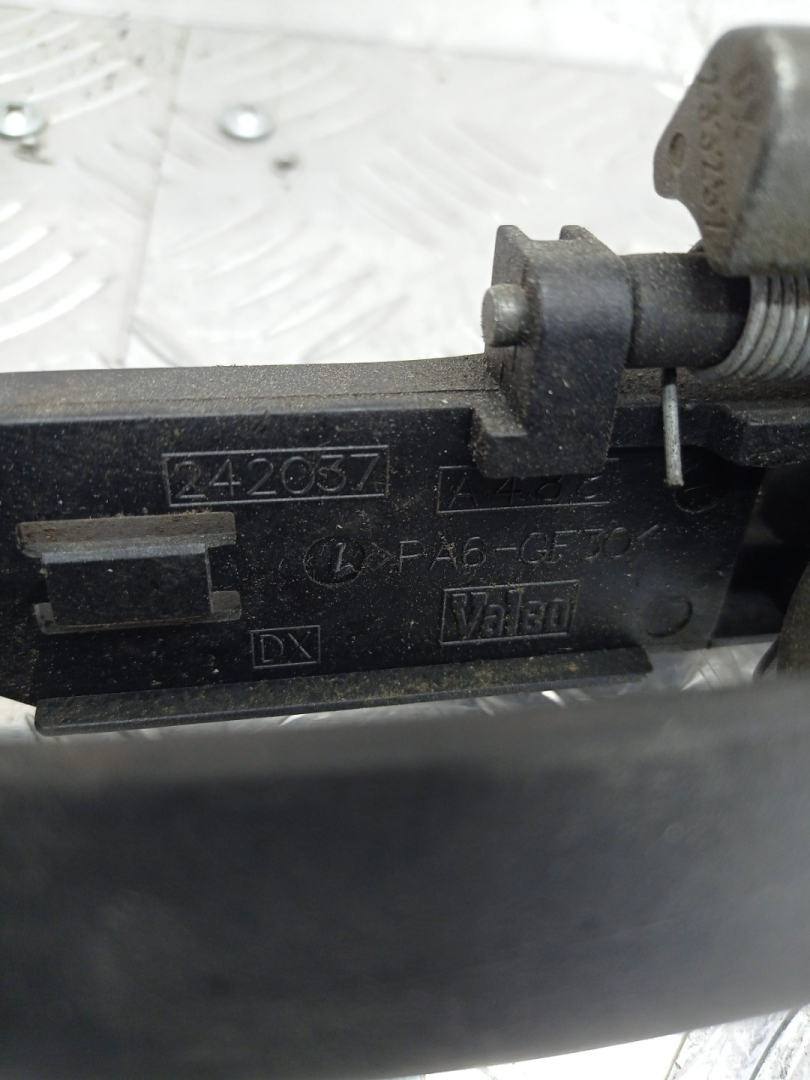 242037
>PA6-GF30<
Valeo
DX